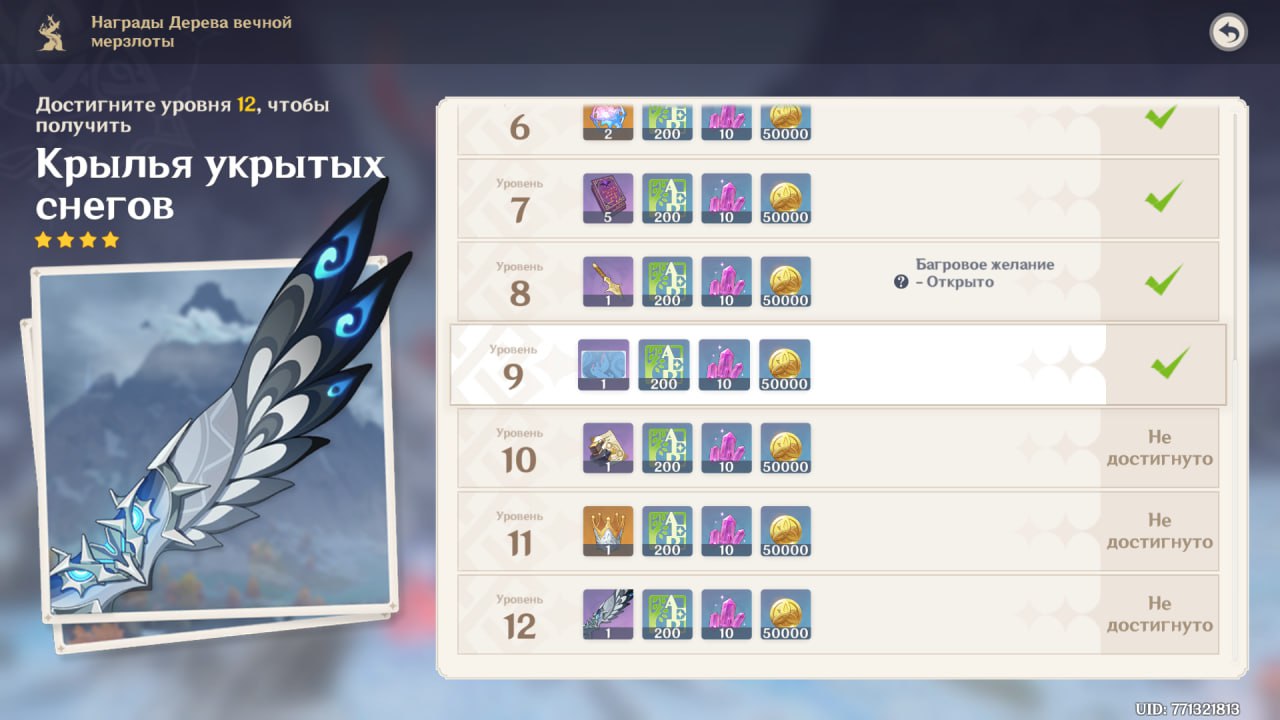 Награды Дерева вечной
мерзлоты
Достигните уровня 12, чтобы
получить
Крылья укрытых
снегов
6
2
200
10
50000
Уровень
7
5
200
10
50000
Уровень
8
1
200
10
50000
? Багровое желание
– Открыто
Уровень
9
1
200
10
50000
Уровень
10
1
200
10
50000
Не
достигнуто
Уровень
11
1
200
10
50000
Не
достигнуто
Уровень
12
1
200
10
50000
Не
достигнуто
UID: 771321813